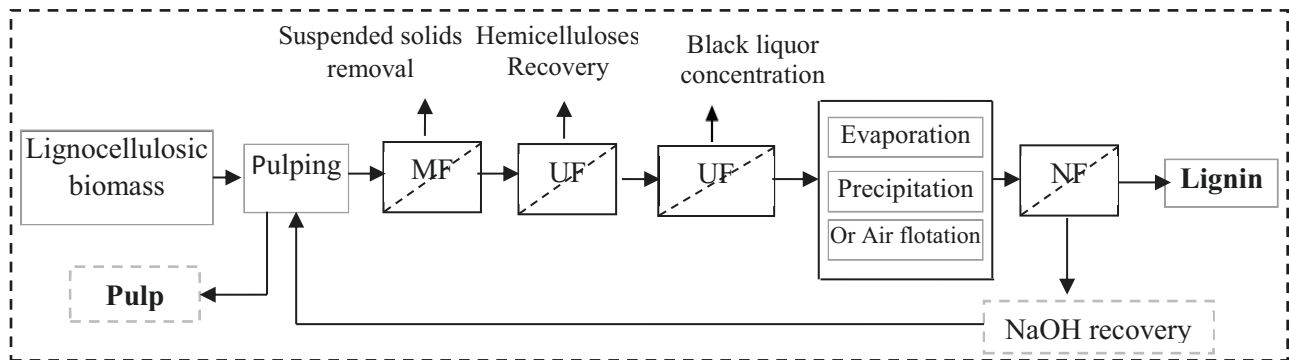 Suspended solids
removal
Hemicelluloses
Recovery
Black liquor
concentration
Lignocellulosic
biomass
Pulping
MF
UF
UF
Evaporation
Precipitation
Or Air flotation
NF
Lignin
Pulp
NaOH recovery